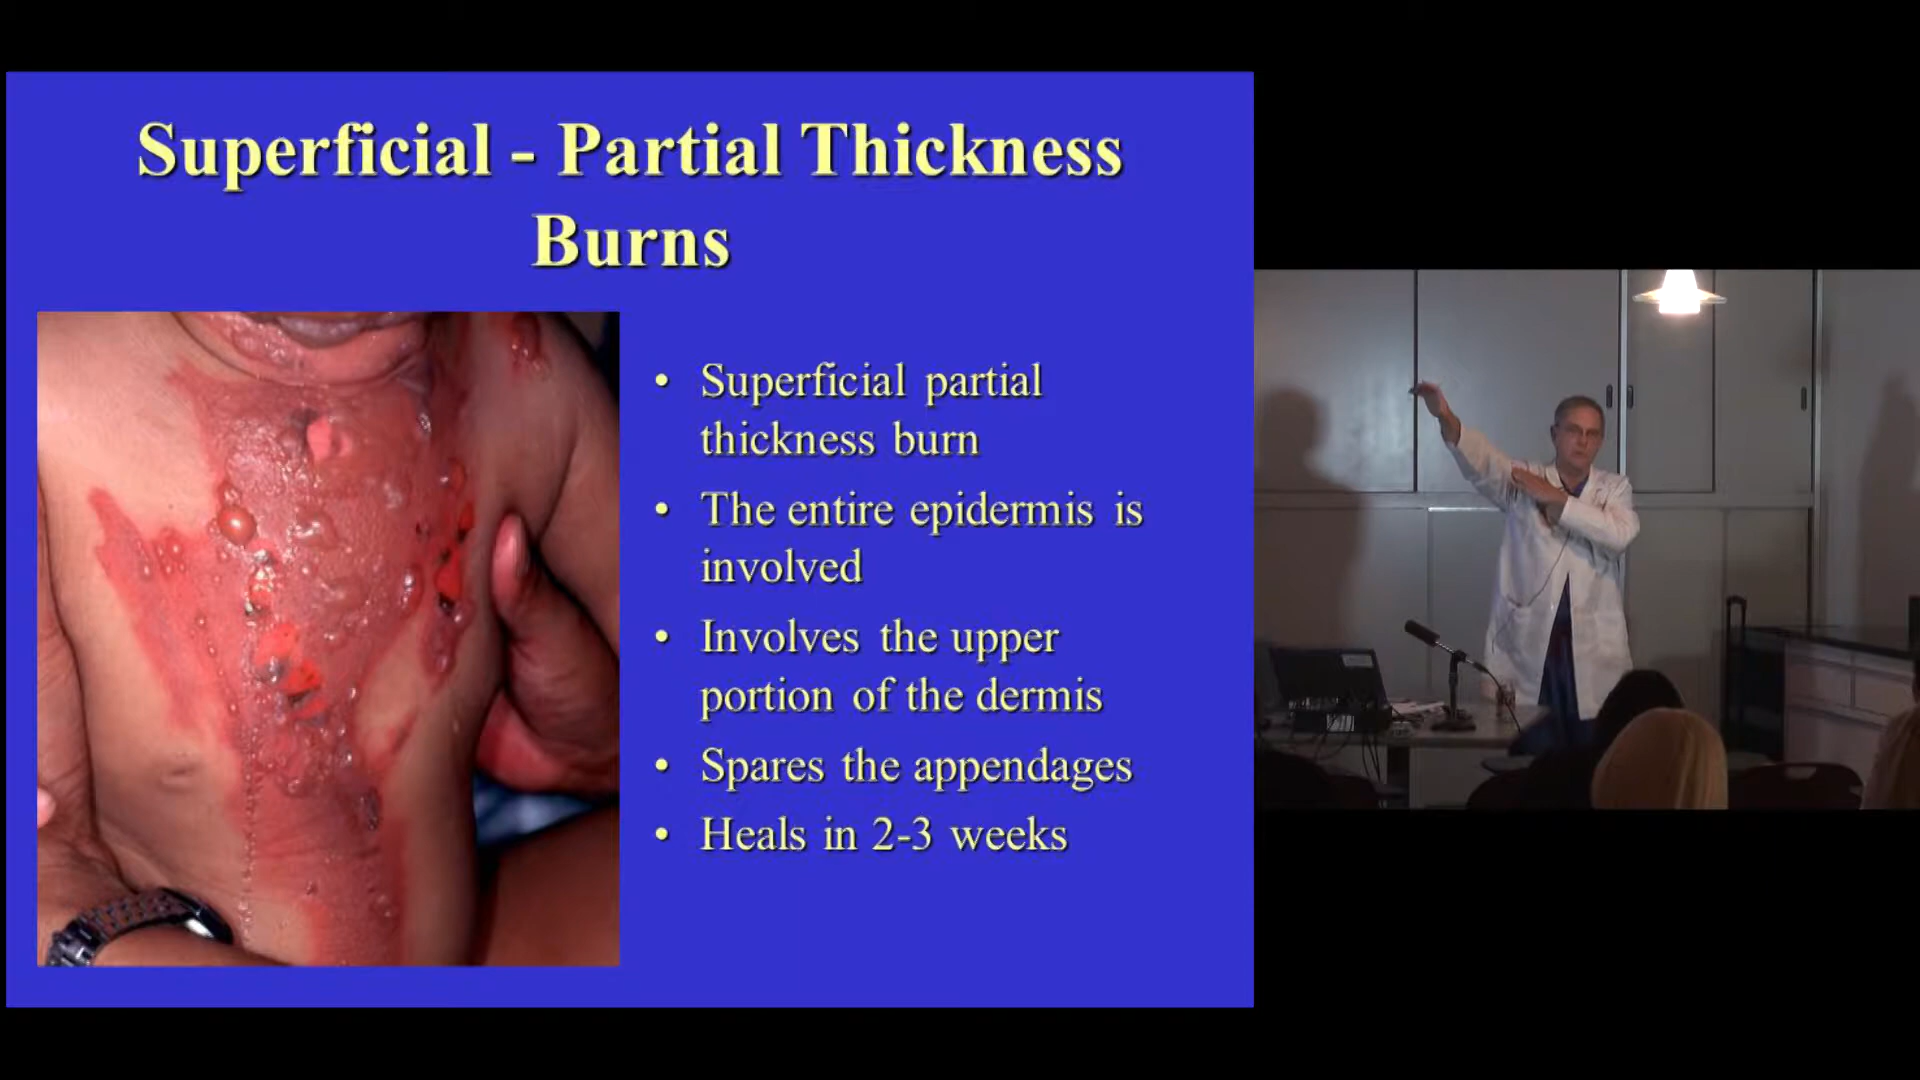 Superficial - Partial Thickness
Burns
• Superficial partial
thickness burn
• The entire epidermis is
involved
• Involves the upper
portion of the dermis
• Spares the appendages
• Heals in 2-3 weeks